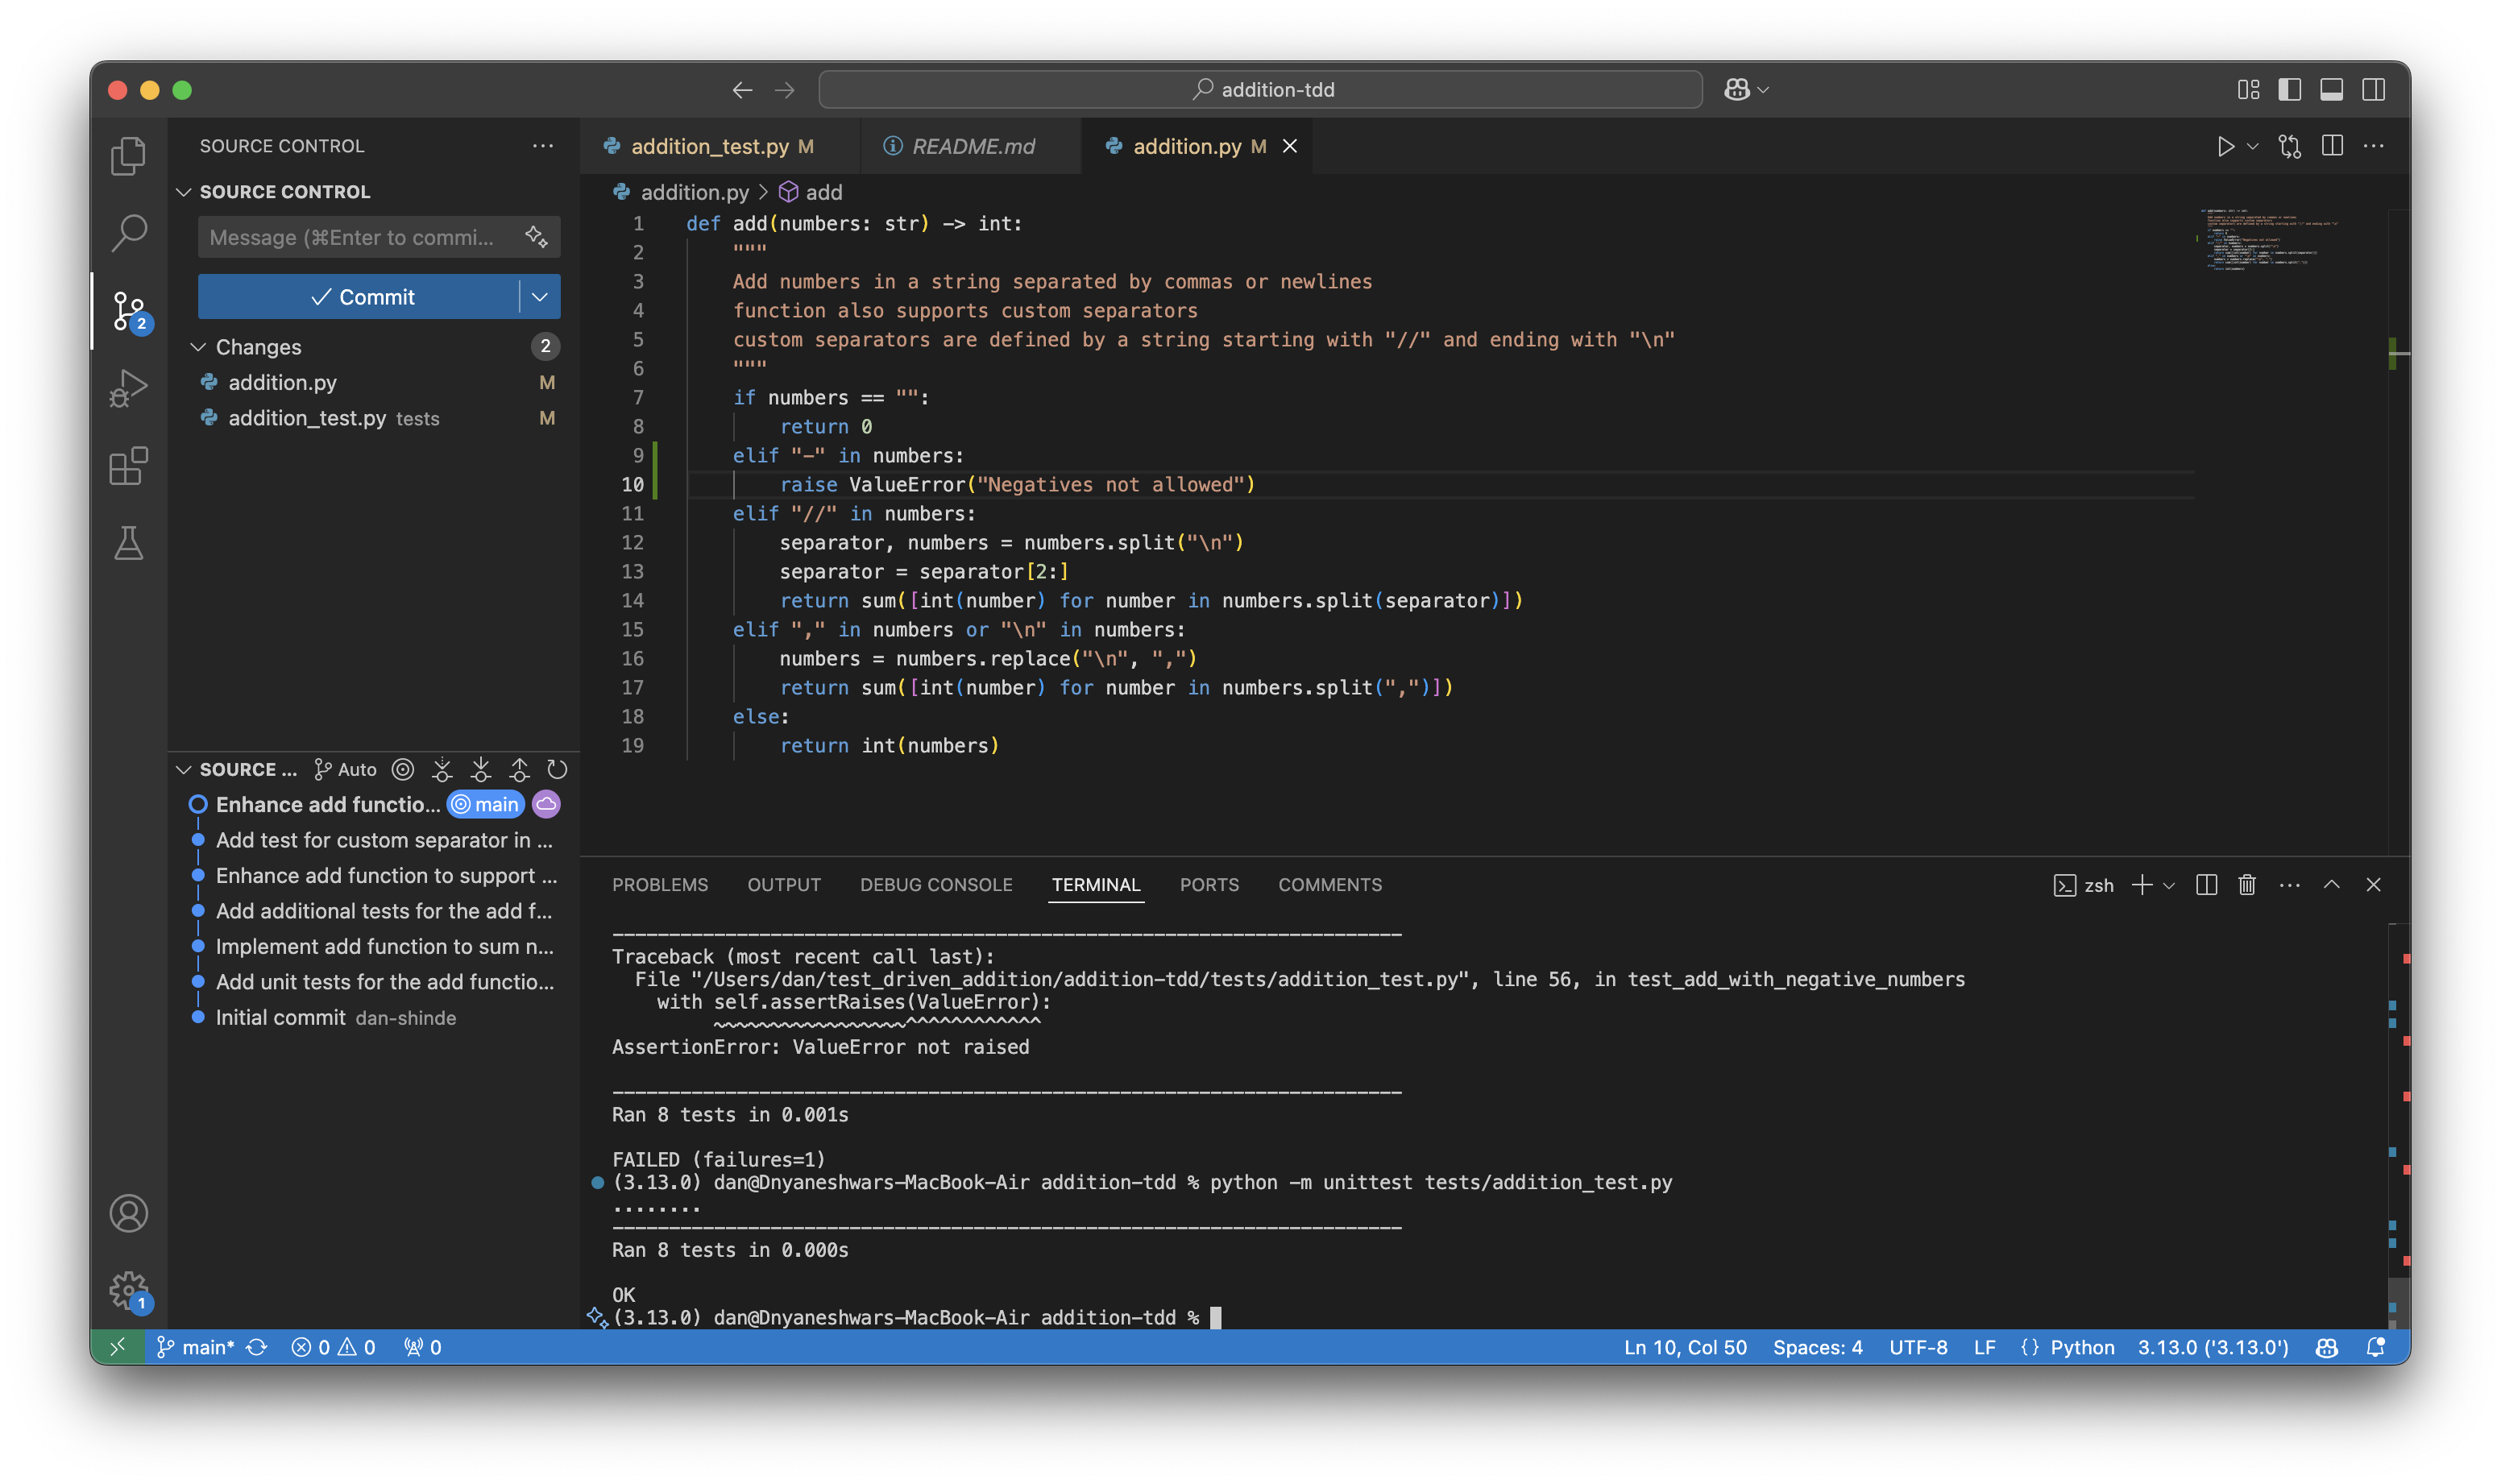 addition-tdd
SOURCE CONTROL
SOURCE CONTROL
Message (⌘Enter to commi...
Commit
Changes 2
addition.py M
addition_test.py tests M
2
1
SOURCE ... Auto
Enhance add functio... main
Add test for custom separator in ...
Enhance add function to support ...
Add additional tests for the add f...
Implement add function to sum n...
Add unit tests for the add functio...
Initial commit dan-shinde
addition_test.py M README.md addition.py M
addition.py > add
1 def add(numbers: str) -> int:
2 """
3 Add numbers in a string separated by commas or newlines
4 function also supports custom separators
5 custom separators are defined by a string starting with "//" and ending with "\n"
6 """
7 if numbers == "":
8 return 0
9 elif "-" in numbers:
10 raise ValueError("Negatives not allowed")
11 elif "//" in numbers:
12 separator, numbers = numbers.split("\n")
13 separator = separator[2:]
14 return sum([int(number) for number in numbers.split(separator)])
15 elif "," in numbers or "\n" in numbers:
16 numbers = numbers.replace("\n", ",")
17 return sum([int(number) for number in numbers.split(",")])
18 else:
19 return int(numbers)
PROBLEMS OUTPUT DEBUG CONSOLE TERMINAL PORTS COMMENTS zsh
----------------------------------------------------------------------
Traceback (most recent call last):
File "/Users/dan/test_driven_addition/addition-tdd/tests/addition_test.py", line 56, in test_add_with_negative_numbers
with self.assertRaises(ValueError):
~~~~~~~~~~~~~~~~~^^^^^^^^^^^^
AssertionError: ValueError not raised
----------------------------------------------------------------------
Ran 8 tests in 0.001s
FAILED (failures=1)
(3.13.0) dan@Dnyaneshwars-MacBook-Air addition-tdd % python -m unittest tests/addition_test.py
........
----------------------------------------------------------------------
Ran 8 tests in 0.000s
OK
(3.13.0) dan@Dnyaneshwars-MacBook-Air addition-tdd %
main* 0 0 0 Ln 10, Col 50 Spaces: 4 UTF-8 LF {} Python 3.13.0 ('3.13.0')